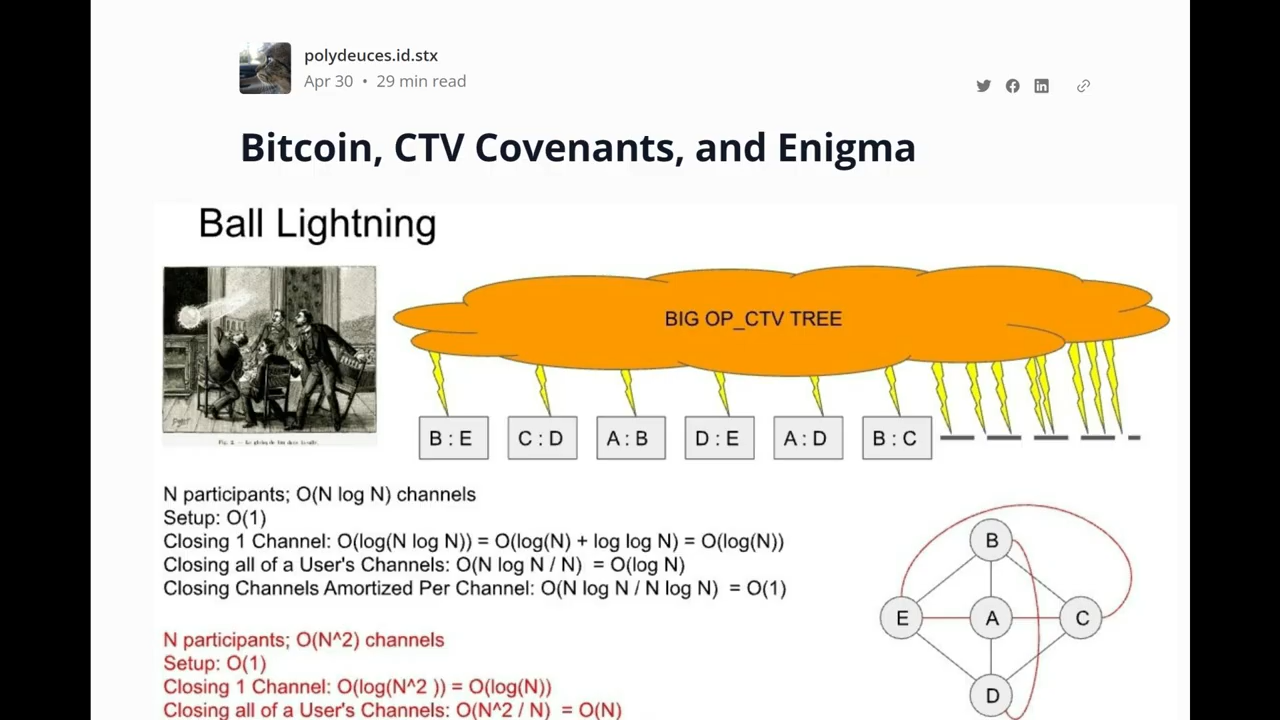 polydeuces.id.stx
Apr 30 • 29 min read
Bitcoin, CTV Covenants, and Enigma
Ball Lightning
BIG OP_CTV TREE
B : E
C : D
A : B
D : E
A : D
B : C
N participants; O(N log N) channels
Setup: O(1)
Closing 1 Channel: O(log(N log N)) = O(log(N) + log log N) = O(log(N))
Closing all of a User's Channels: O(N log N / N)  = O(log N)
Closing Channels Amortized Per Channel: O(N log N / N log N)  = O(1)
N participants; O(N^2) channels
Setup: O(1)
Closing 1 Channel: O(log(N^2 )) = O(log(N))
Closing all of a User's Channels: O(N^2 / N)  = O(N)
B
E
A
C
D